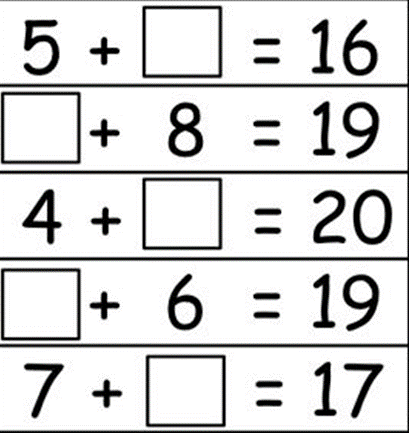 5 + □ = 16
□ + 8 = 19
4 + □ = 20
□ + 6 = 19
7 + □ = 17